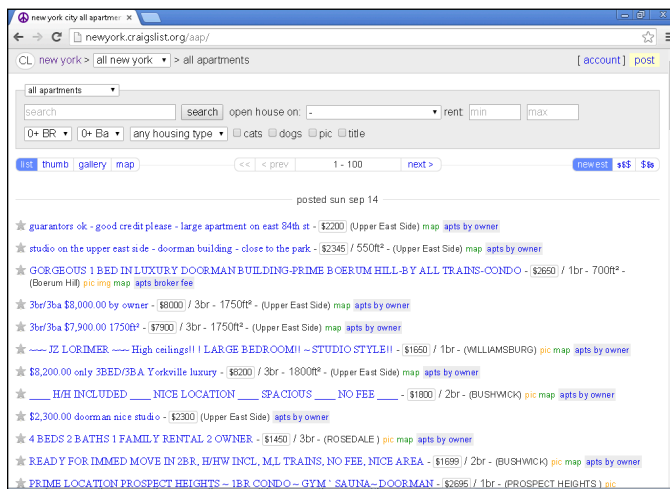 new york city all apartmer
newyork.craigslist.org/aap/
CL new york > all new york > all apartments [ account ] post
all apartments
search search open house on: - rent: min max
0+ BR 0+ Ba any housing type cats dogs pic title
list thumb gallery map << < prev 1 - 100 next > newest $$$ $$$
posted sun sep 14
guarantors ok - good credit please - large apartment on east 84th st - $2200 (Upper East Side) map apts by owner
studio on the upper east side - doorman building - close to the park - $2345 / 550ft² - (Upper East Side) map apts by owner
GORGEOUS 1 BED IN LUXURY DOORMAN BUILDING-PRIME BOERUM HILL-BY ALL TRAINS-CONDO - $2650 / 1br - 700ft² -
(Boerum Hill) pic img map apts broker fee
3br/3ba $8,000.00 by owner - $8000 / 3br - 1750ft² - (Upper East Side) map apts by owner
3br/3ba $7,900.00 1750ft² - $7900 / 3br - 1750ft² - (Upper East Side) map apts by owner
~~~ JZ LORIMER ~~~ High ceilings!! ! LARGE BEDROOM!! ~ STUDIO STYLE!! - $1650 / 1br - (WILLIAMSBURG) pic map apts by owner
$8,200.00 only 3BED/3BA Yorkville luxury - $8200 / 3br - 1800ft² - (Upper East Side) map apts by owner
____ H/H INCLUDED ____ NICE LOCATION ____ SPACIOUS ____ NO FEE ____ - $1800 / 2br - (BUSHWICK) pic map apts by owner
$2,300.00 doorman nice studio - $2300 (Upper East Side) apts by owner
4 BEDS 2 BATHS 1 FAMILY RENTAL 2 OWNER - $1450 / 3br - (ROSEDALE ) pic map apts by owner
READY FOR IMMED MOVE IN 2BR, H/HW INCL, M,L TRAINS, NO FEE, NICE AREA - $1699 / 2br - (BUSHWICK) pic map apts by owner
PRIME LOCATION PROSPECT HEIGHTS ~ 1BR CONDO ~ GYM ` SAUNA~ DOORMAN - $2695 / 1br - (PROSPECT HEIGHTS ) pic